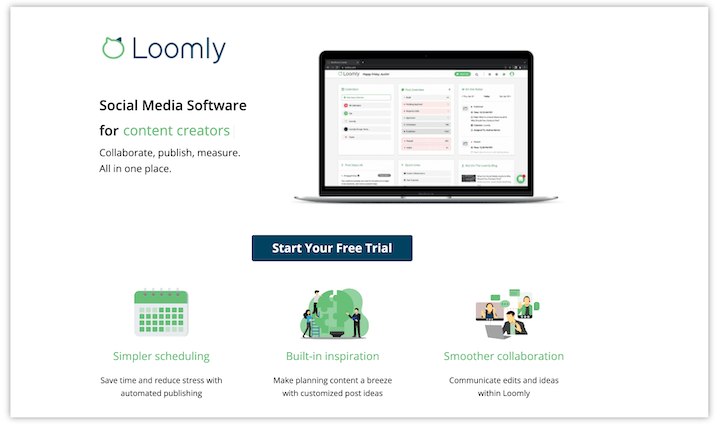 Loomly
Social Media Software
for content creators
Collaborate, publish, measure.
All in one place.
Loomly
Start Your Free Trial
Simpler scheduling
Save time and reduce stress with
automated publishing
Built-in inspiration
Make planning content a breeze
with customized post ideas
Smoother collaboration
Communicate edits and ideas
within Loomly